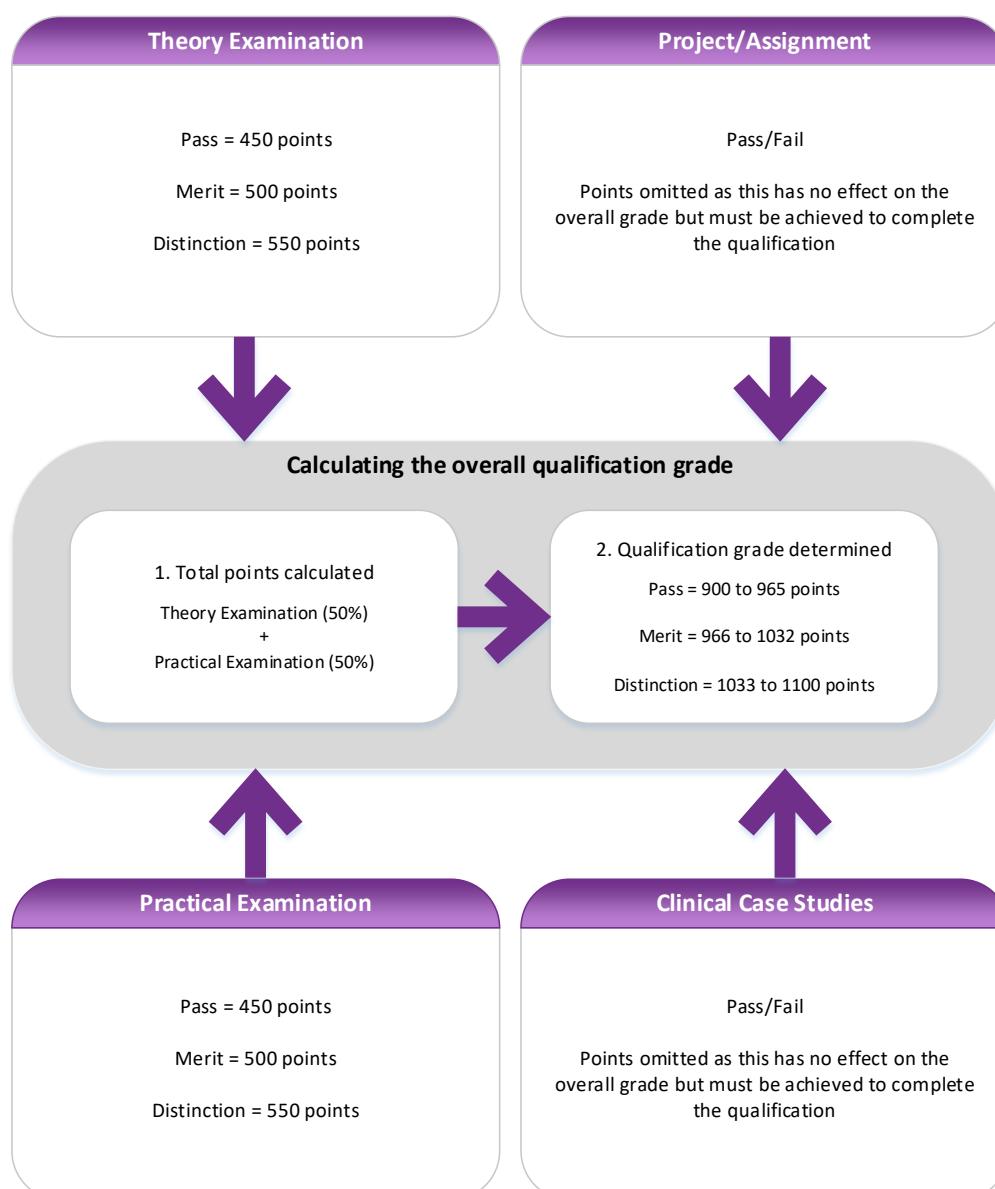 Theory Examination
Pass = 450 points
Merit = 500 points
Distinction = 550 points
Project/Assignment
Pass/Fail
Points omitted as this has no effect on the
overall grade but must be achieved to complete
the qualification
Calculating the overall qualification grade
1. Total points calculated
Theory Examination (50%)
+
Practical Examination (50%)
2. Qualification grade determined
Pass = 900 to 965 points
Merit = 966 to 1032 points
Distinction = 1033 to 1100 points
Practical Examination
Pass = 450 points
Merit = 500 points
Distinction = 550 points
Clinical Case Studies
Pass/Fail
Points omitted as this has no effect on the
overall grade but must be achieved to complete
the qualification